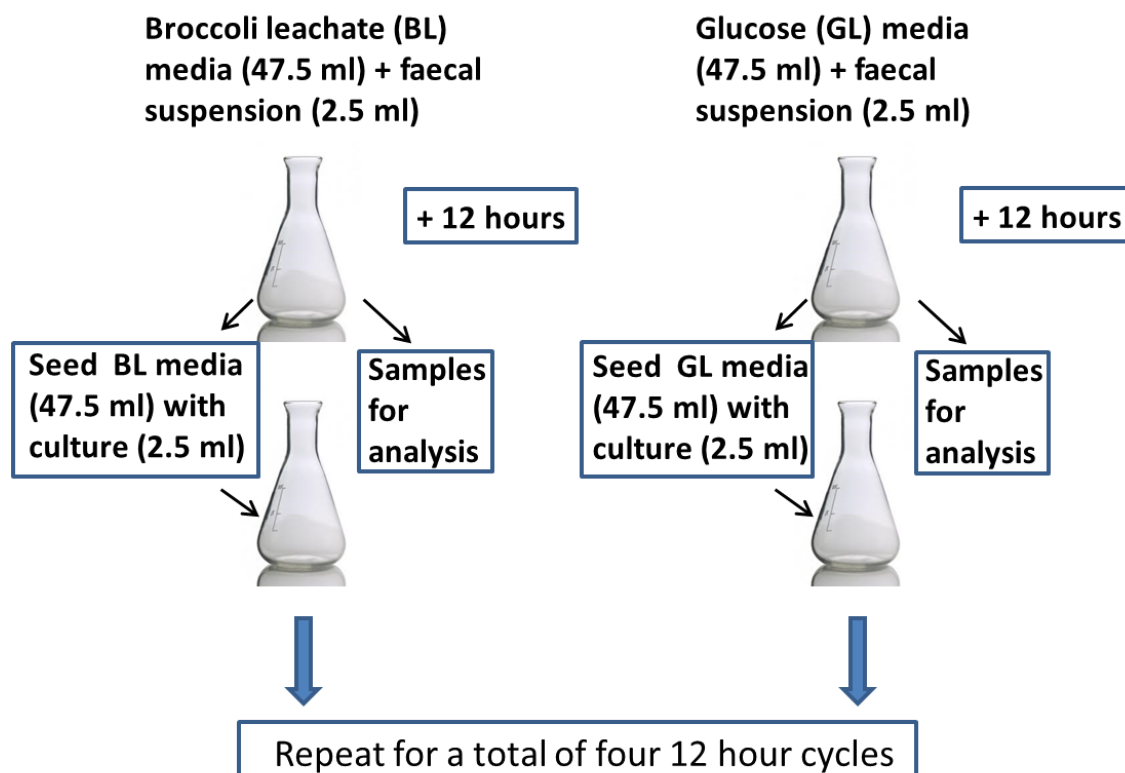 Broccoli leachate (BL)
media (47.5 ml) + faecal
suspension (2.5 ml)
Glucose (GL) media
(47.5 ml) + faecal
suspension (2.5 ml)
+ 12 hours
+ 12 hours
Seed BL media
(47.5 ml) with
culture (2.5 ml)
Samples
for
analysis
Seed GL media
(47.5 ml) with
culture (2.5 ml)
Samples
for
analysis
Repeat for a total of four 12 hour cycles